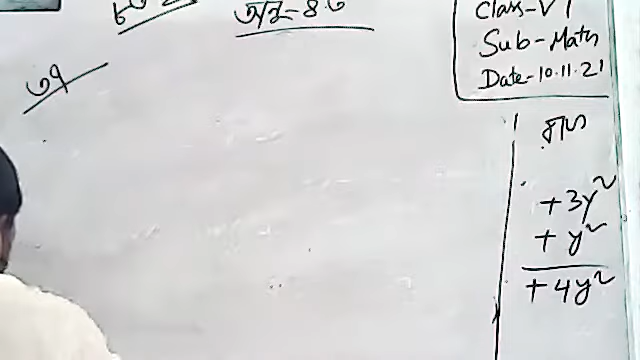 অনু-৪.৩
Class-VI
Sub-Math
Date-10.11.21
৩৭
রাফ
+3y²
+ y²
+4y²